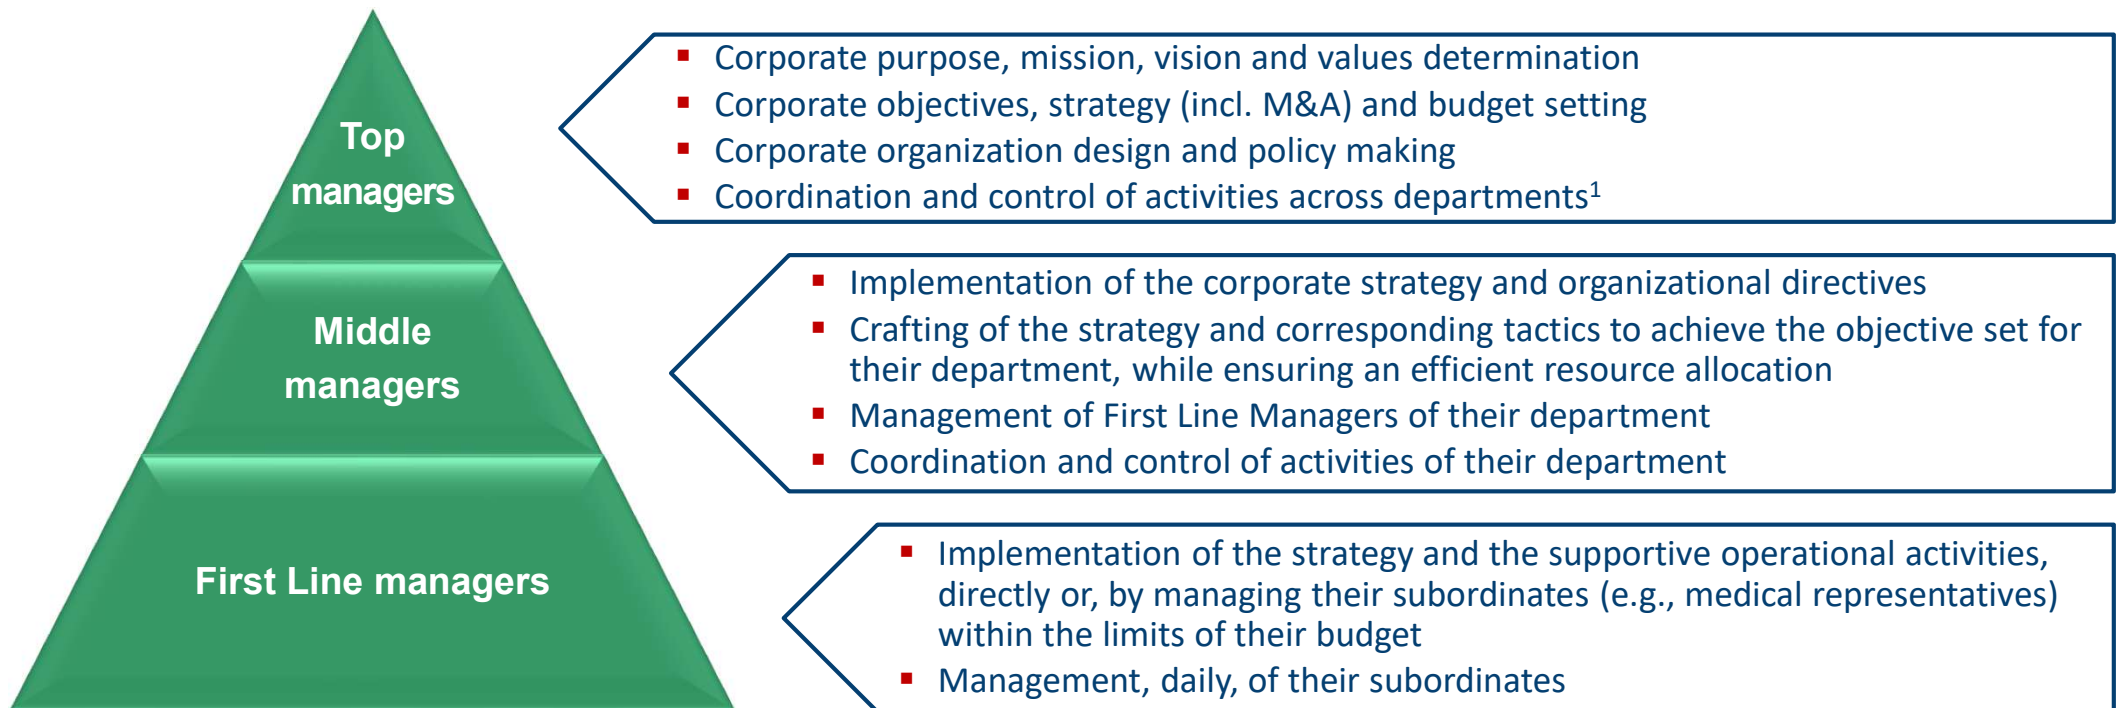 Top
managers
▪ Corporate purpose, mission, vision and values determination
▪ Corporate objectives, strategy (incl. M&A) and budget setting
▪ Corporate organization design and policy making
▪ Coordination and control of activities across departments¹
Middle
managers
▪ Implementation of the corporate strategy and organizational directives
▪ Crafting of the strategy and corresponding tactics to achieve the objective set for
their department, while ensuring an efficient resource allocation
▪ Management of First Line Managers of their department
▪ Coordination and control of activities of their department
First Line managers
▪ Implementation of the strategy and the supportive operational activities,
directly or, by managing their subordinates (e.g., medical representatives)
within the limits of their budget
▪ Management, daily, of their subordinates